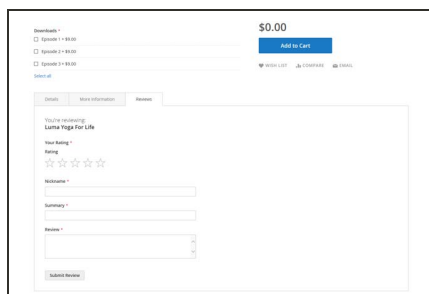 $0.00
Downloads *
Episode 1 + $9.00
Add to Cart
Episode 2 + $9.00
Episode 3 + $9.00
WISH LIST COMPARE EMAIL
Select all
Details More Information Reviews
You're reviewing:
Luma Yoga For Life
Your Rating *
Rating
Nickname *
Summary *
Review *
Submit Review